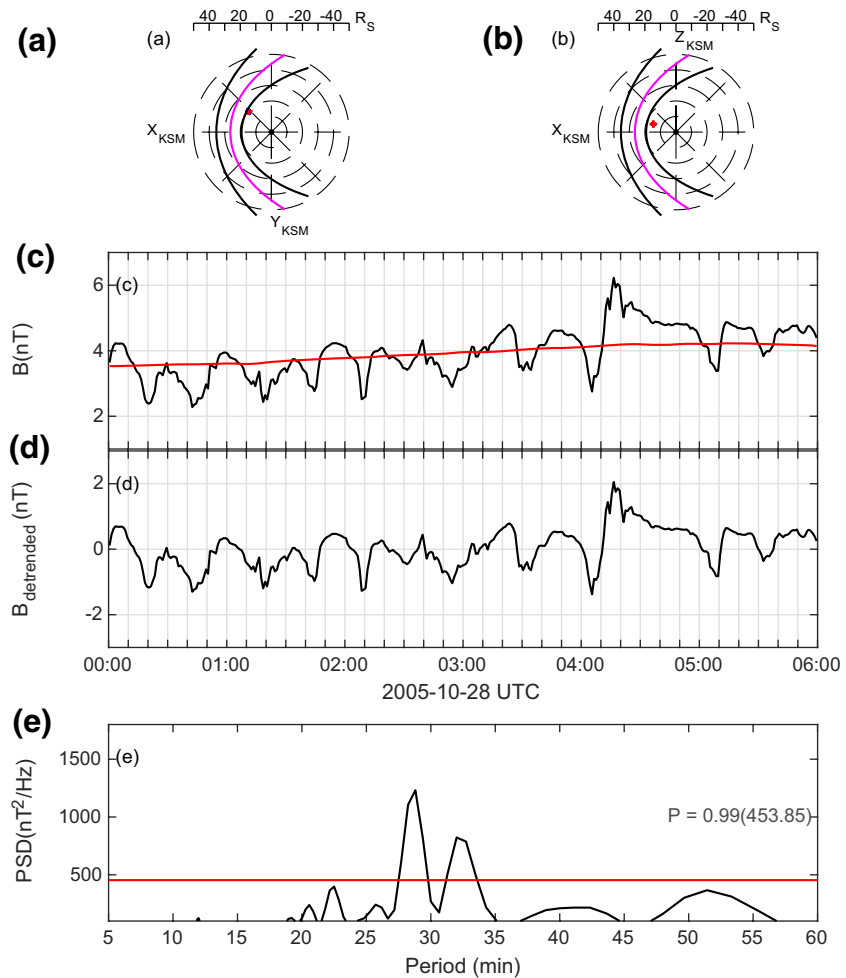 40 20 0 -20 -40 R_S
(a) (a)
X_KSM
Y_KSM
40 20 0 -20 -40 R_S
(b) (b)
Z_KSM
X_KSM
(c) (c)
6
4
2
B(nT)
(d) (d)
2
0
-2
B_detrended (nT)
00:00 01:00 02:00 03:00 04:00 05:00 06:00
2005-10-28 UTC
(e) (e)
1500
1000
500
PSD(nT²/Hz)
P = 0.99(453.85)
5 10 15 20 25 30 35 40 45 50 55 60
Period (min)